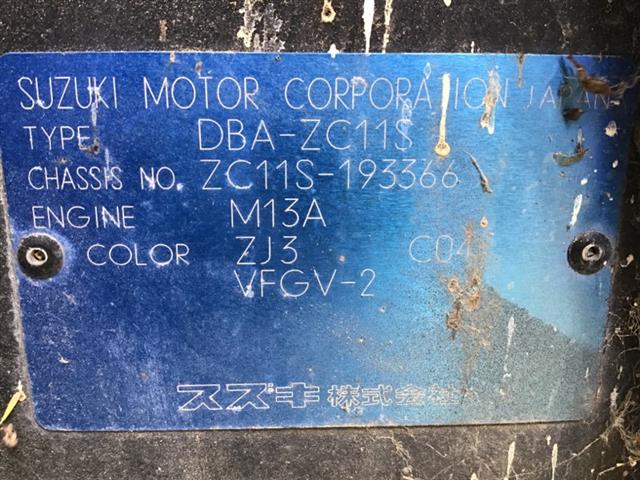 SUZUKI MOTOR CORPORATION JAPAN
TYPE DBA-ZC11S
CHASSIS NO. ZC11S-193366
ENGINE M13A
COLOR ZJ3 C04
VFGV-2
スズキ株式会社